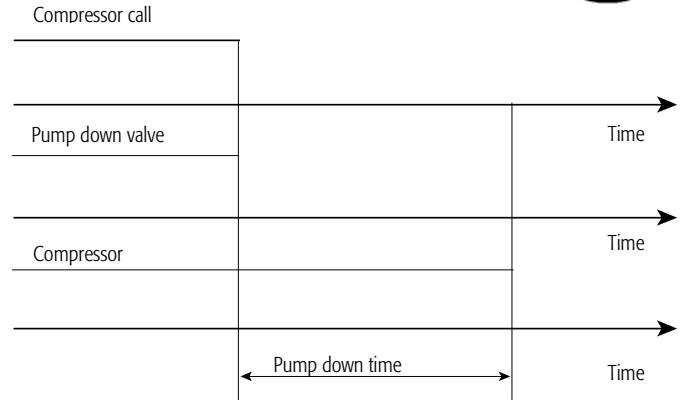 Compressor call
Time
Pump down valve
Time
Compressor
Pump down time
Time